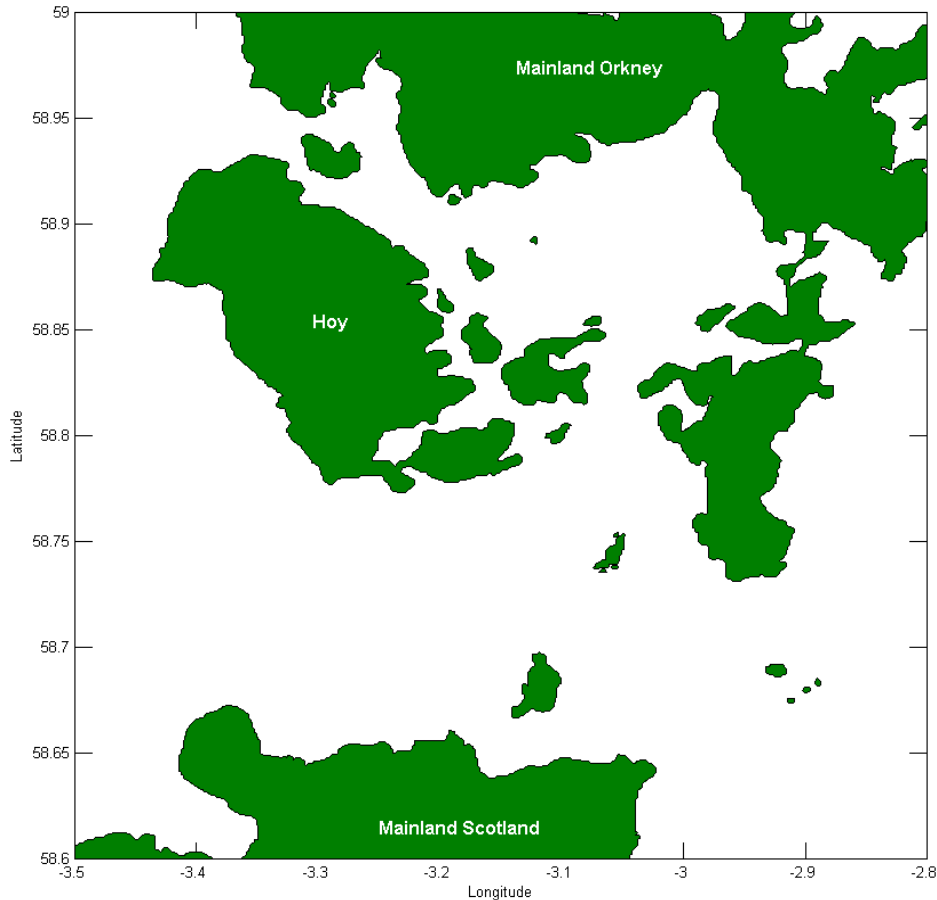 59
Mainland Orkney
58.95
58.9
58.85
Hoy
58.8
Latitude
58.75
58.7
58.65
Mainland Scotland
58.6
-3.5 -3.4 -3.3 -3.2 -3.1 -3 -2.9 -2.8
Longitude